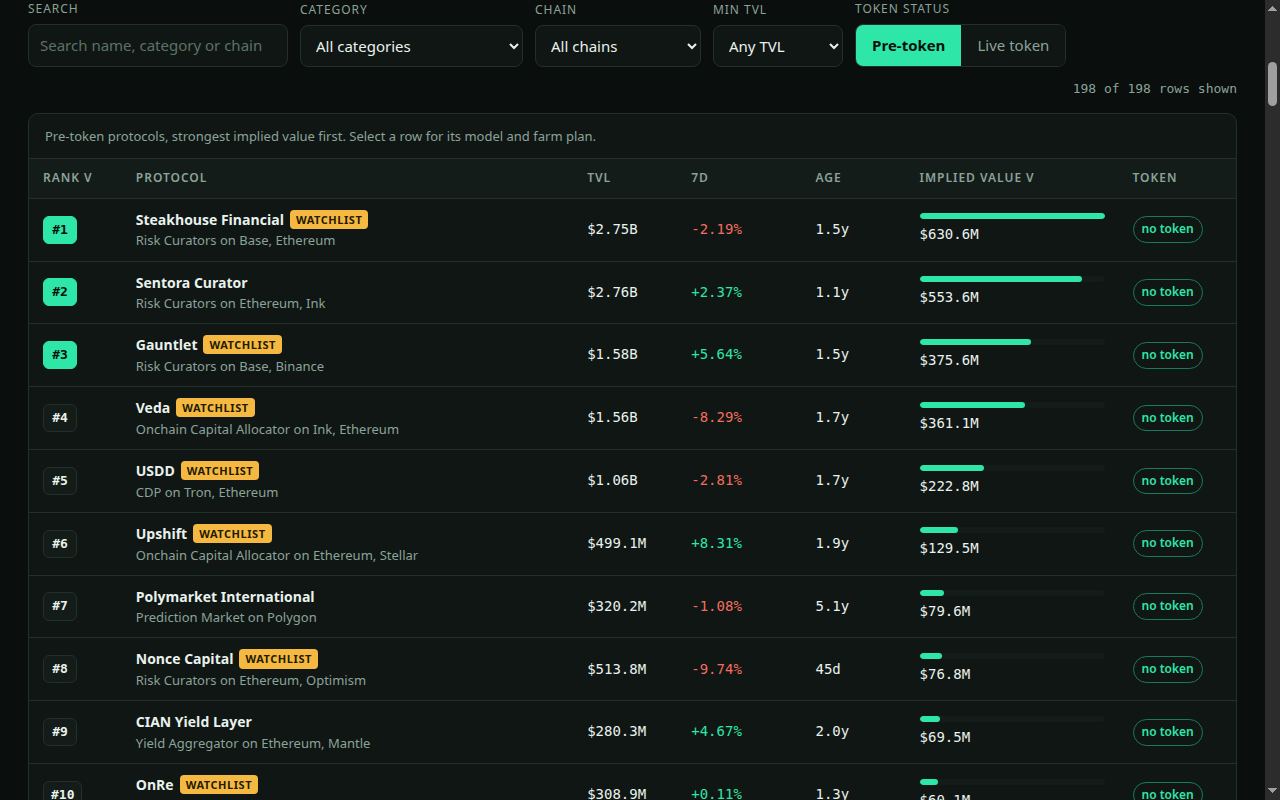 SEARCH CATEGORY CHAIN MIN TVL TOKEN STATUS
Search name, category or chain All categories All chains Any TVL Pre-token Live token
198 of 198 rows shown
Pre-token protocols, strongest implied value first. Select a row for its model and farm plan.
RANK V PROTOCOL TVL 7D AGE IMPLIED VALUE V TOKEN
#1 Steakhouse Financial WATCHLIST $2.75B -2.19% 1.5y $630.6M no token
Risk Curators on Base, Ethereum
#2 Sentora Curator $2.76B +2.37% 1.1y $553.6M no token
Risk Curators on Ethereum, Ink
#3 Gauntlet WATCHLIST $1.58B +5.64% 1.5y $375.6M no token
Risk Curators on Base, Binance
#4 Veda WATCHLIST $1.56B -8.29% 1.7y $361.1M no token
Onchain Capital Allocator on Ink, Ethereum
#5 USDD WATCHLIST $1.06B -2.81% 1.7y $222.8M no token
CDP on Tron, Ethereum
#6 Upshift WATCHLIST $499.1M +8.31% 1.9y $129.5M no token
Onchain Capital Allocator on Ethereum, Stellar
#7 Polymarket International $320.2M -1.08% 5.1y $79.6M no token
Prediction Market on Polygon
#8 Nonce Capital WATCHLIST $513.8M -9.74% 45d $76.8M no token
Risk Curators on Ethereum, Optimism
#9 CIAN Yield Layer $280.3M +4.67% 2.0y $69.5M no token
Yield Aggregator on Ethereum, Mantle
#10 OnRe WATCHLIST $308.9M +0.11% 1.3y $60.1M no token